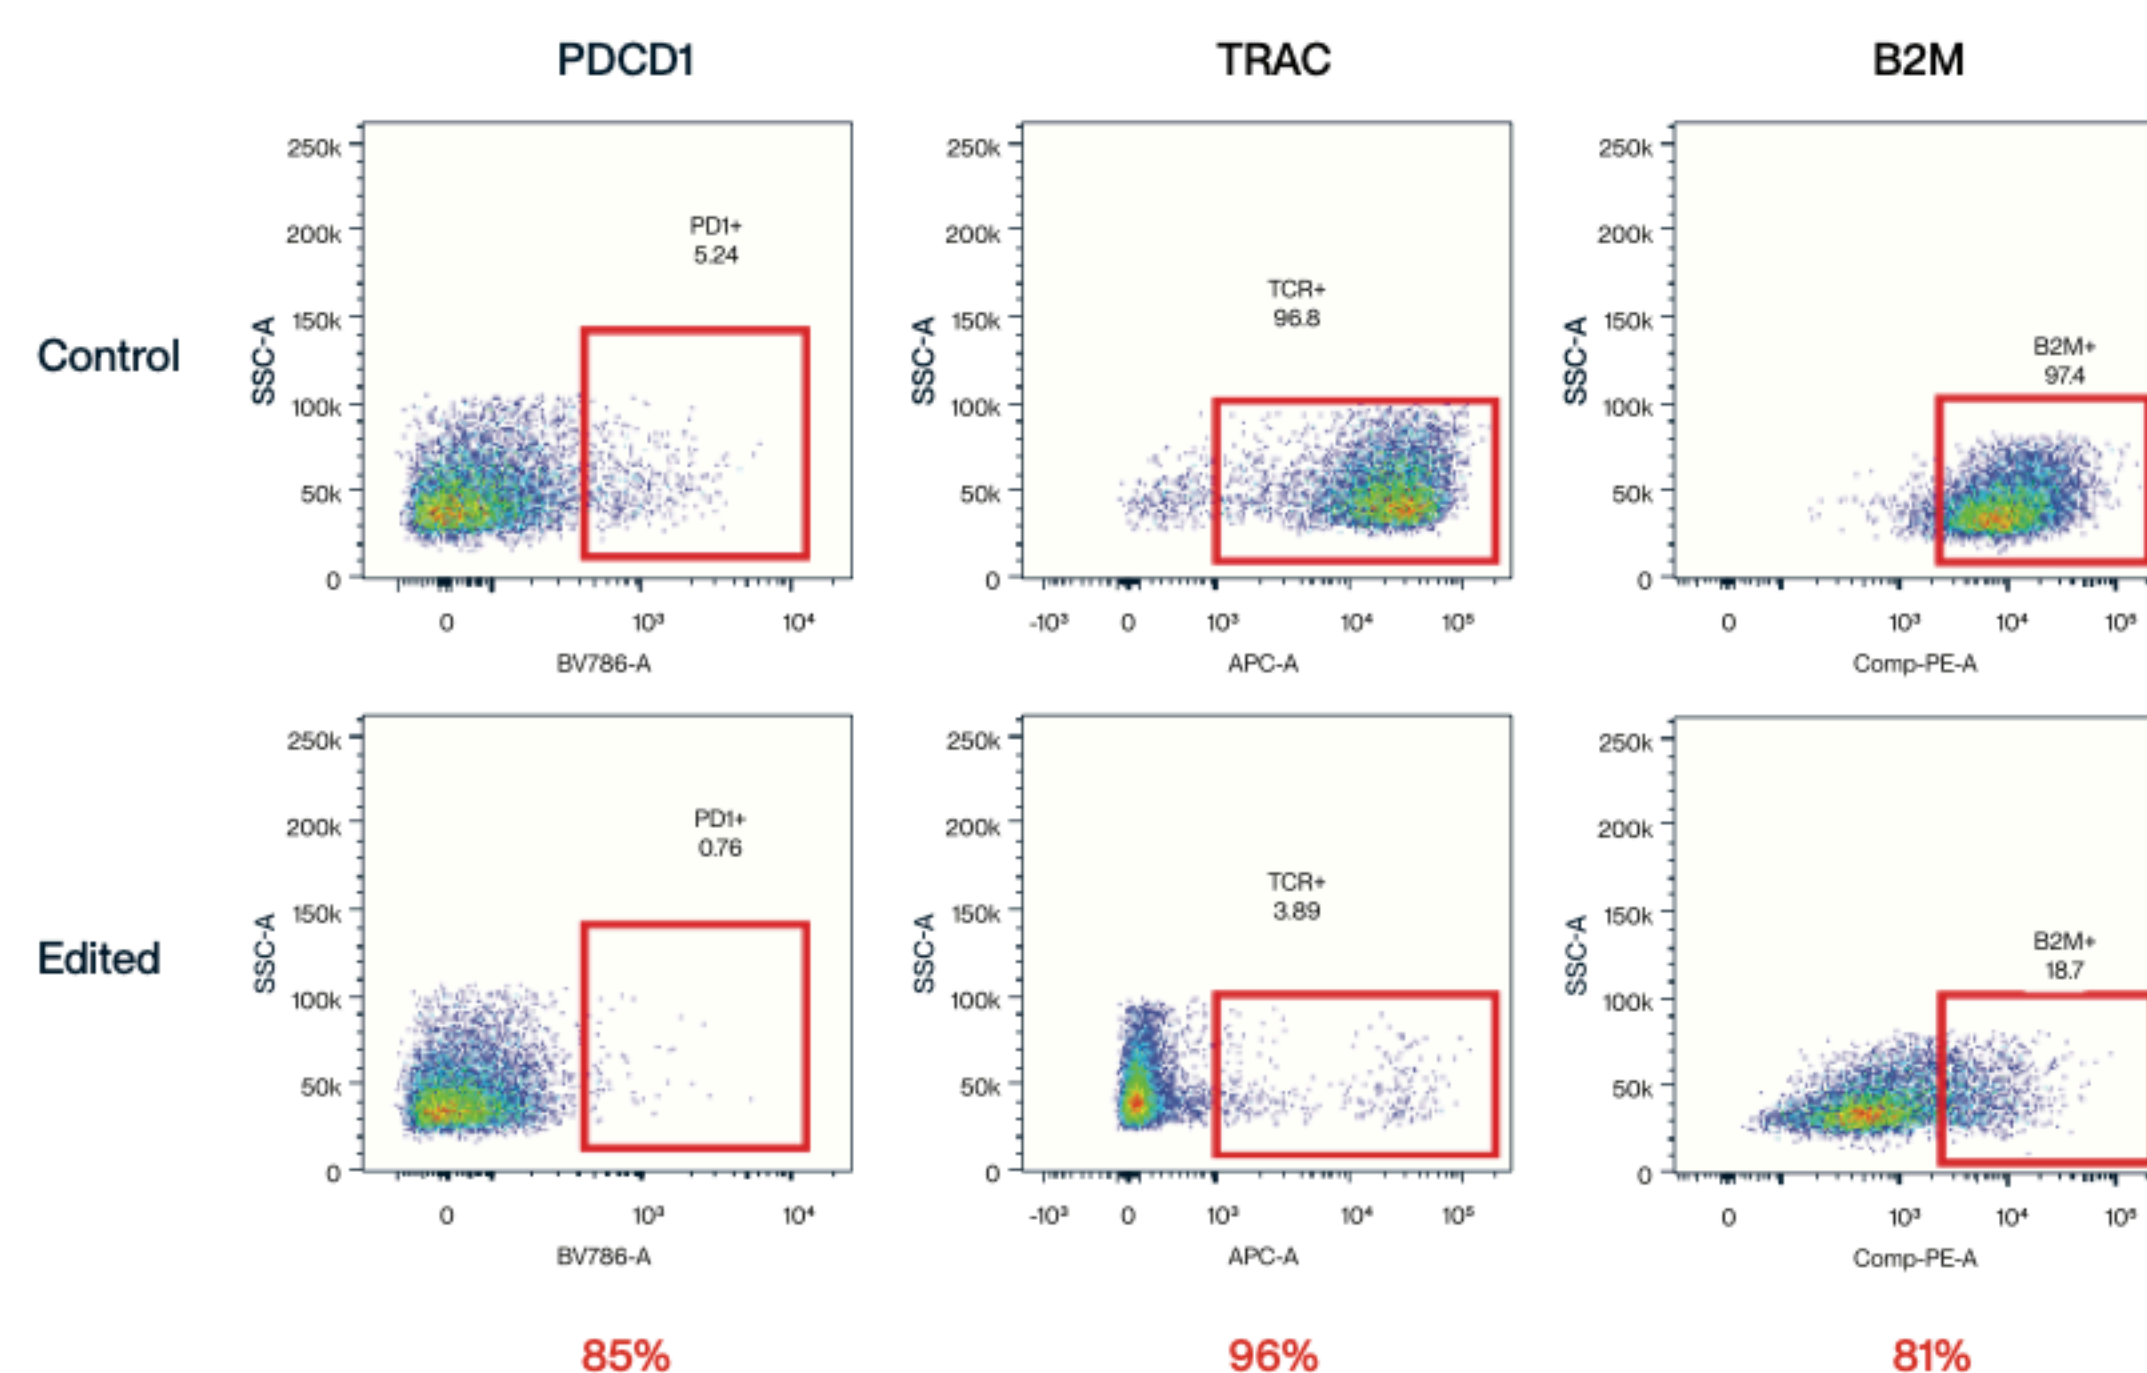 PDCD1
TRAC
B2M
Control
SSC-A
250k
200k
150k
100k
50k
0
PD1+
5.24
0
10³
10⁴
BV786-A
SSC-A
250k
200k
150k
100k
50k
0
TCR+
96.8
-10³
0
10³
10⁴
10⁵
APC-A
SSC-A
250k
200k
150k
100k
50k
0
B2M+
97.4
0
10³
10⁴
10⁵
Comp-PE-A
Edited
SSC-A
250k
200k
150k
100k
50k
0
PD1+
0.76
0
10³
10⁴
BV786-A
SSC-A
250k
200k
150k
100k
50k
0
TCR+
3.89
-10³
0
10³
10⁴
10⁵
APC-A
SSC-A
250k
200k
150k
100k
50k
0
B2M+
18.7
0
10³
10⁴
10⁵
Comp-PE-A
85%
96%
81%